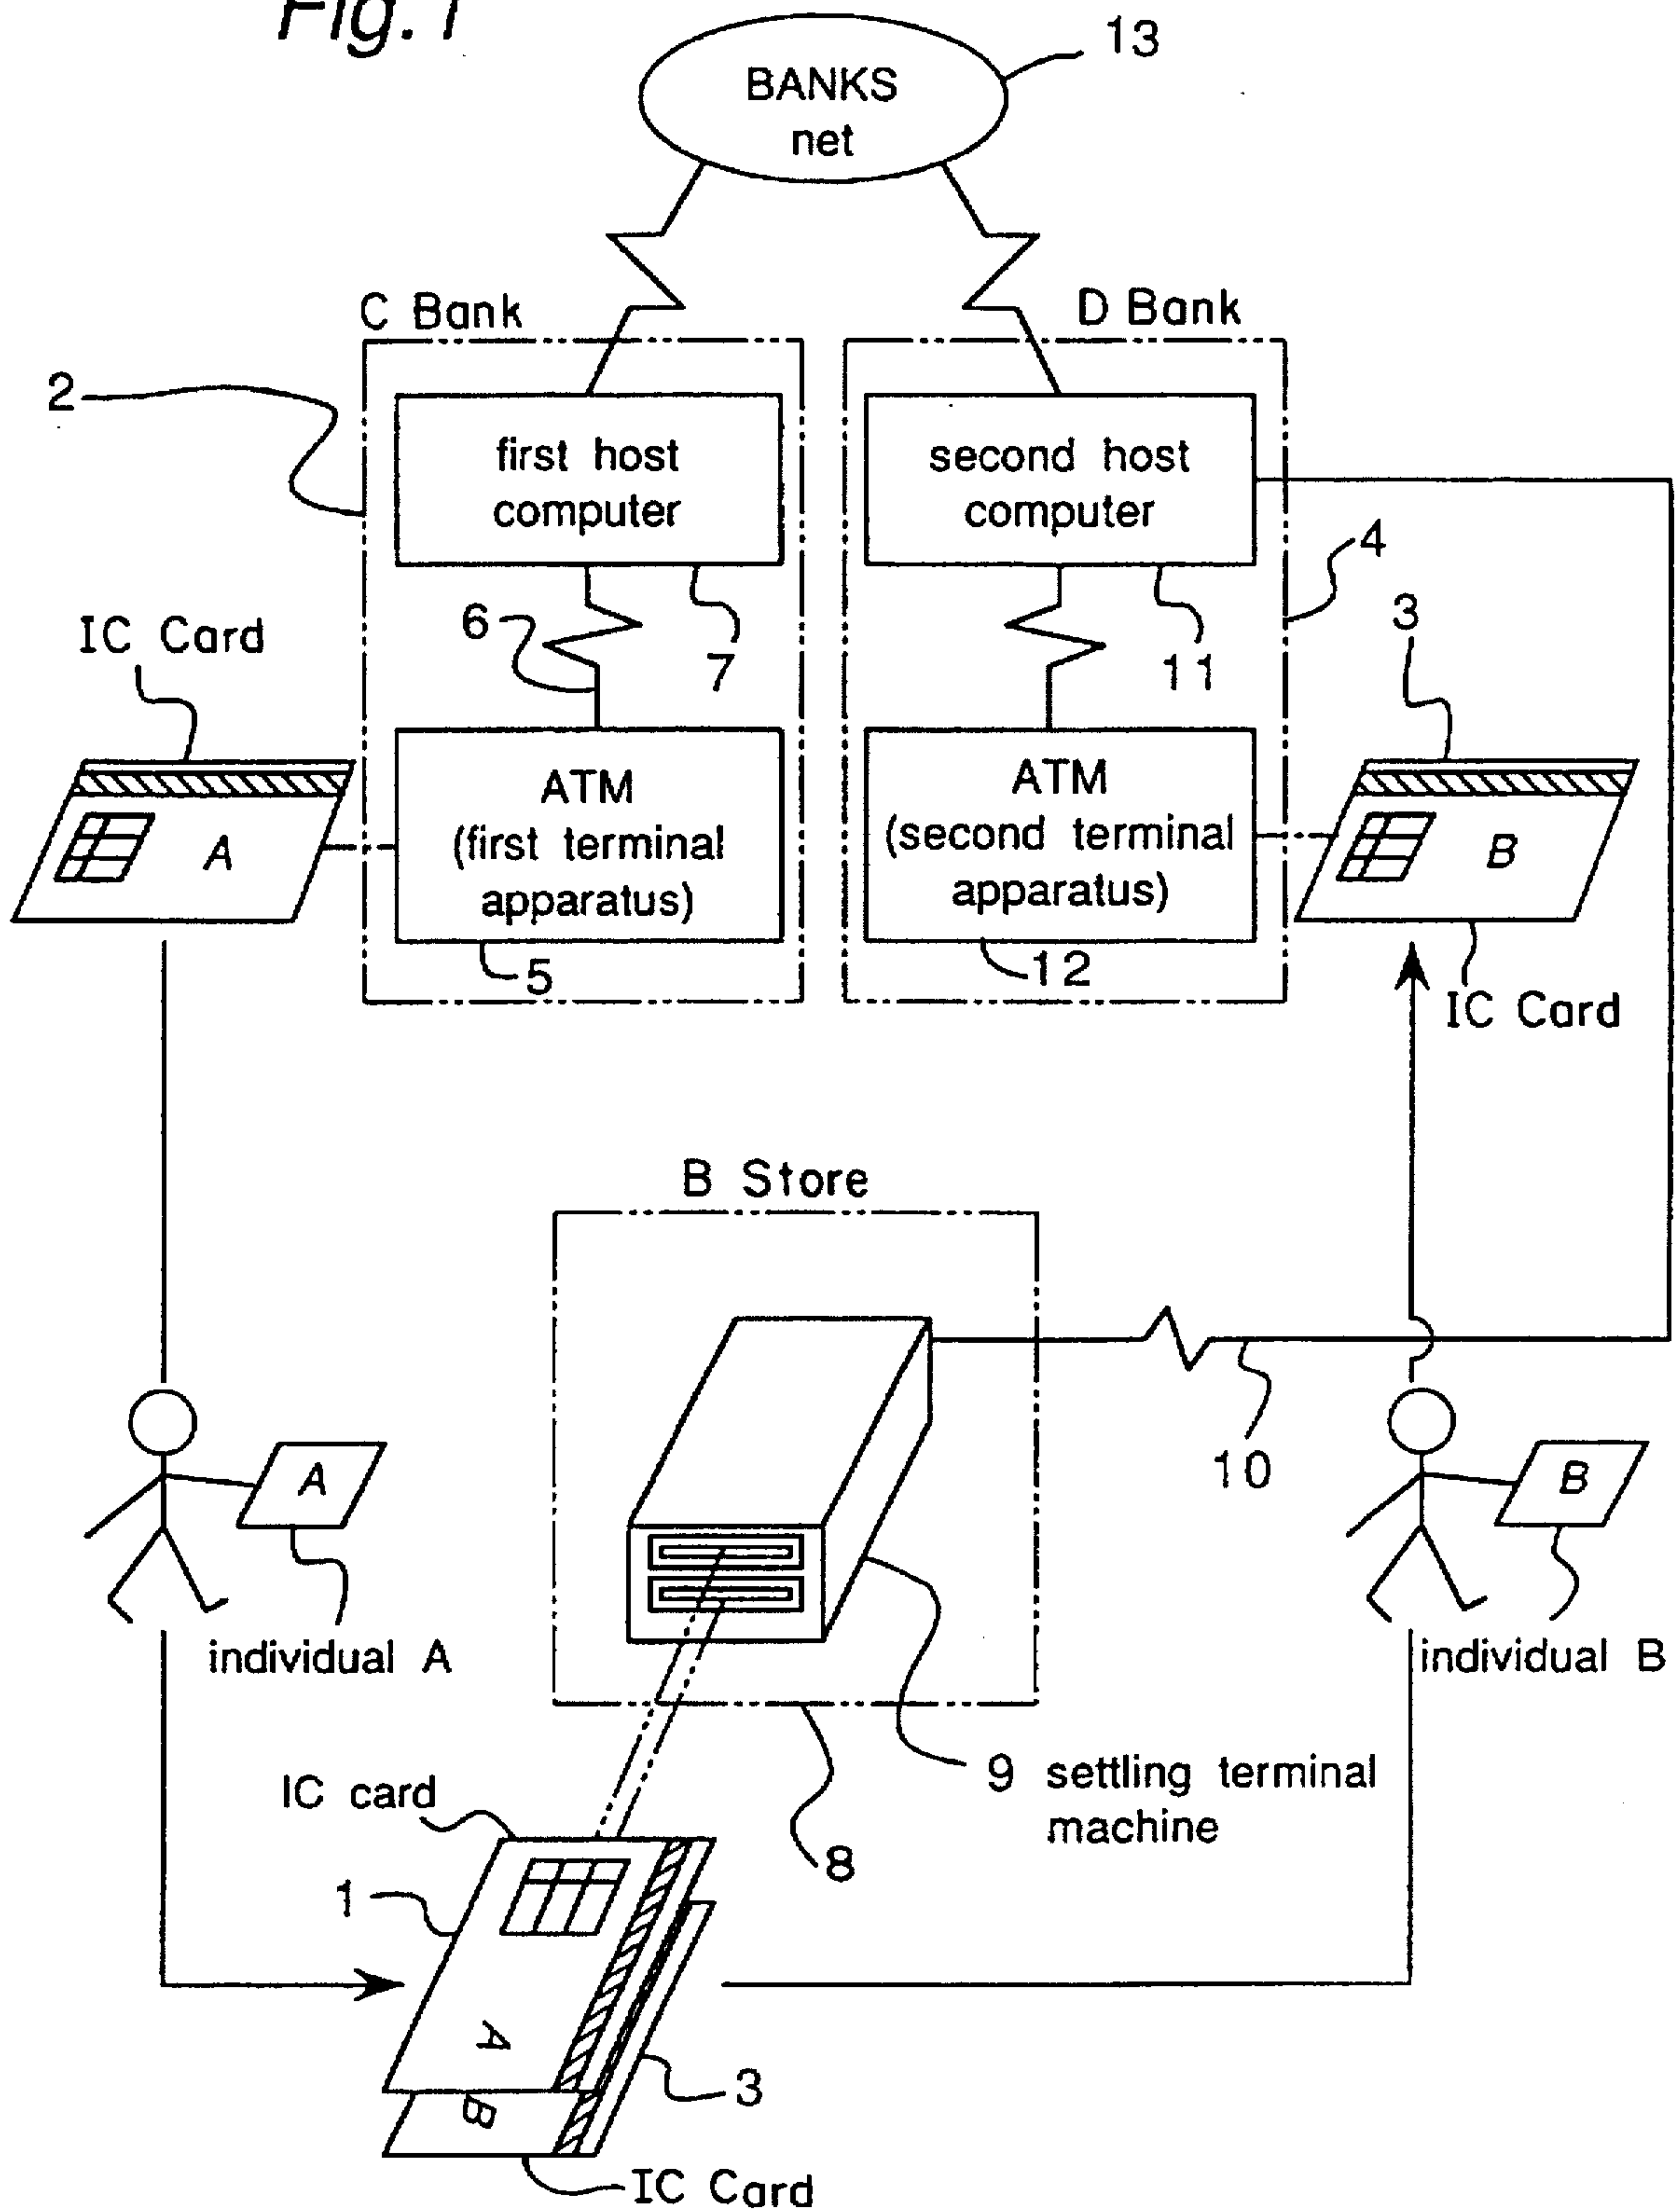 Fig. 1
13
BANKS
net
C Bank
D Bank
2
first host
computer
second host
computer
4
3
6
7
11
IC Card
ATM
(first terminal
apparatus)
ATM
(second terminal
apparatus)
A
B
5
12
IC Card
B Store
10
A
B
individual A
individual B
9 settling terminal
machine
IC card
8
1
A
3
B
IC Card